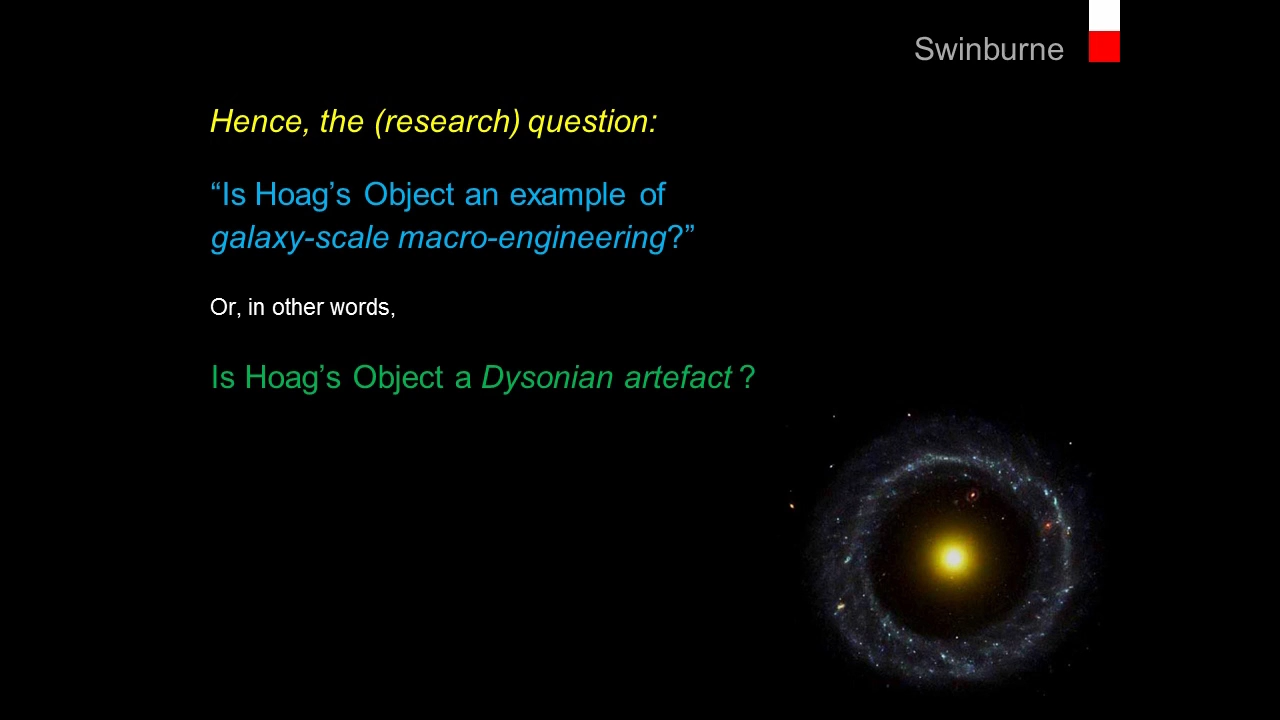 Swinburne
Hence, the (research) question:
“Is Hoag’s Object an example of
galaxy-scale macro-engineering?”
Or, in other words,
Is Hoag’s Object a Dysonian artefact ?